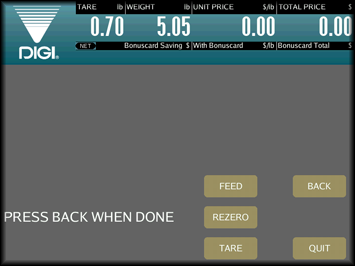 TARE lb WEIGHT lb UNIT PRICE $/lb TOTAL PRICE $
0.70 5.05 0.00 0.00
NET Bonuscard Saving $ With Bonuscard $/lb Bonuscard Total $
DIGI.
FEED BACK
PRESS BACK WHEN DONE REZERO
TARE QUIT